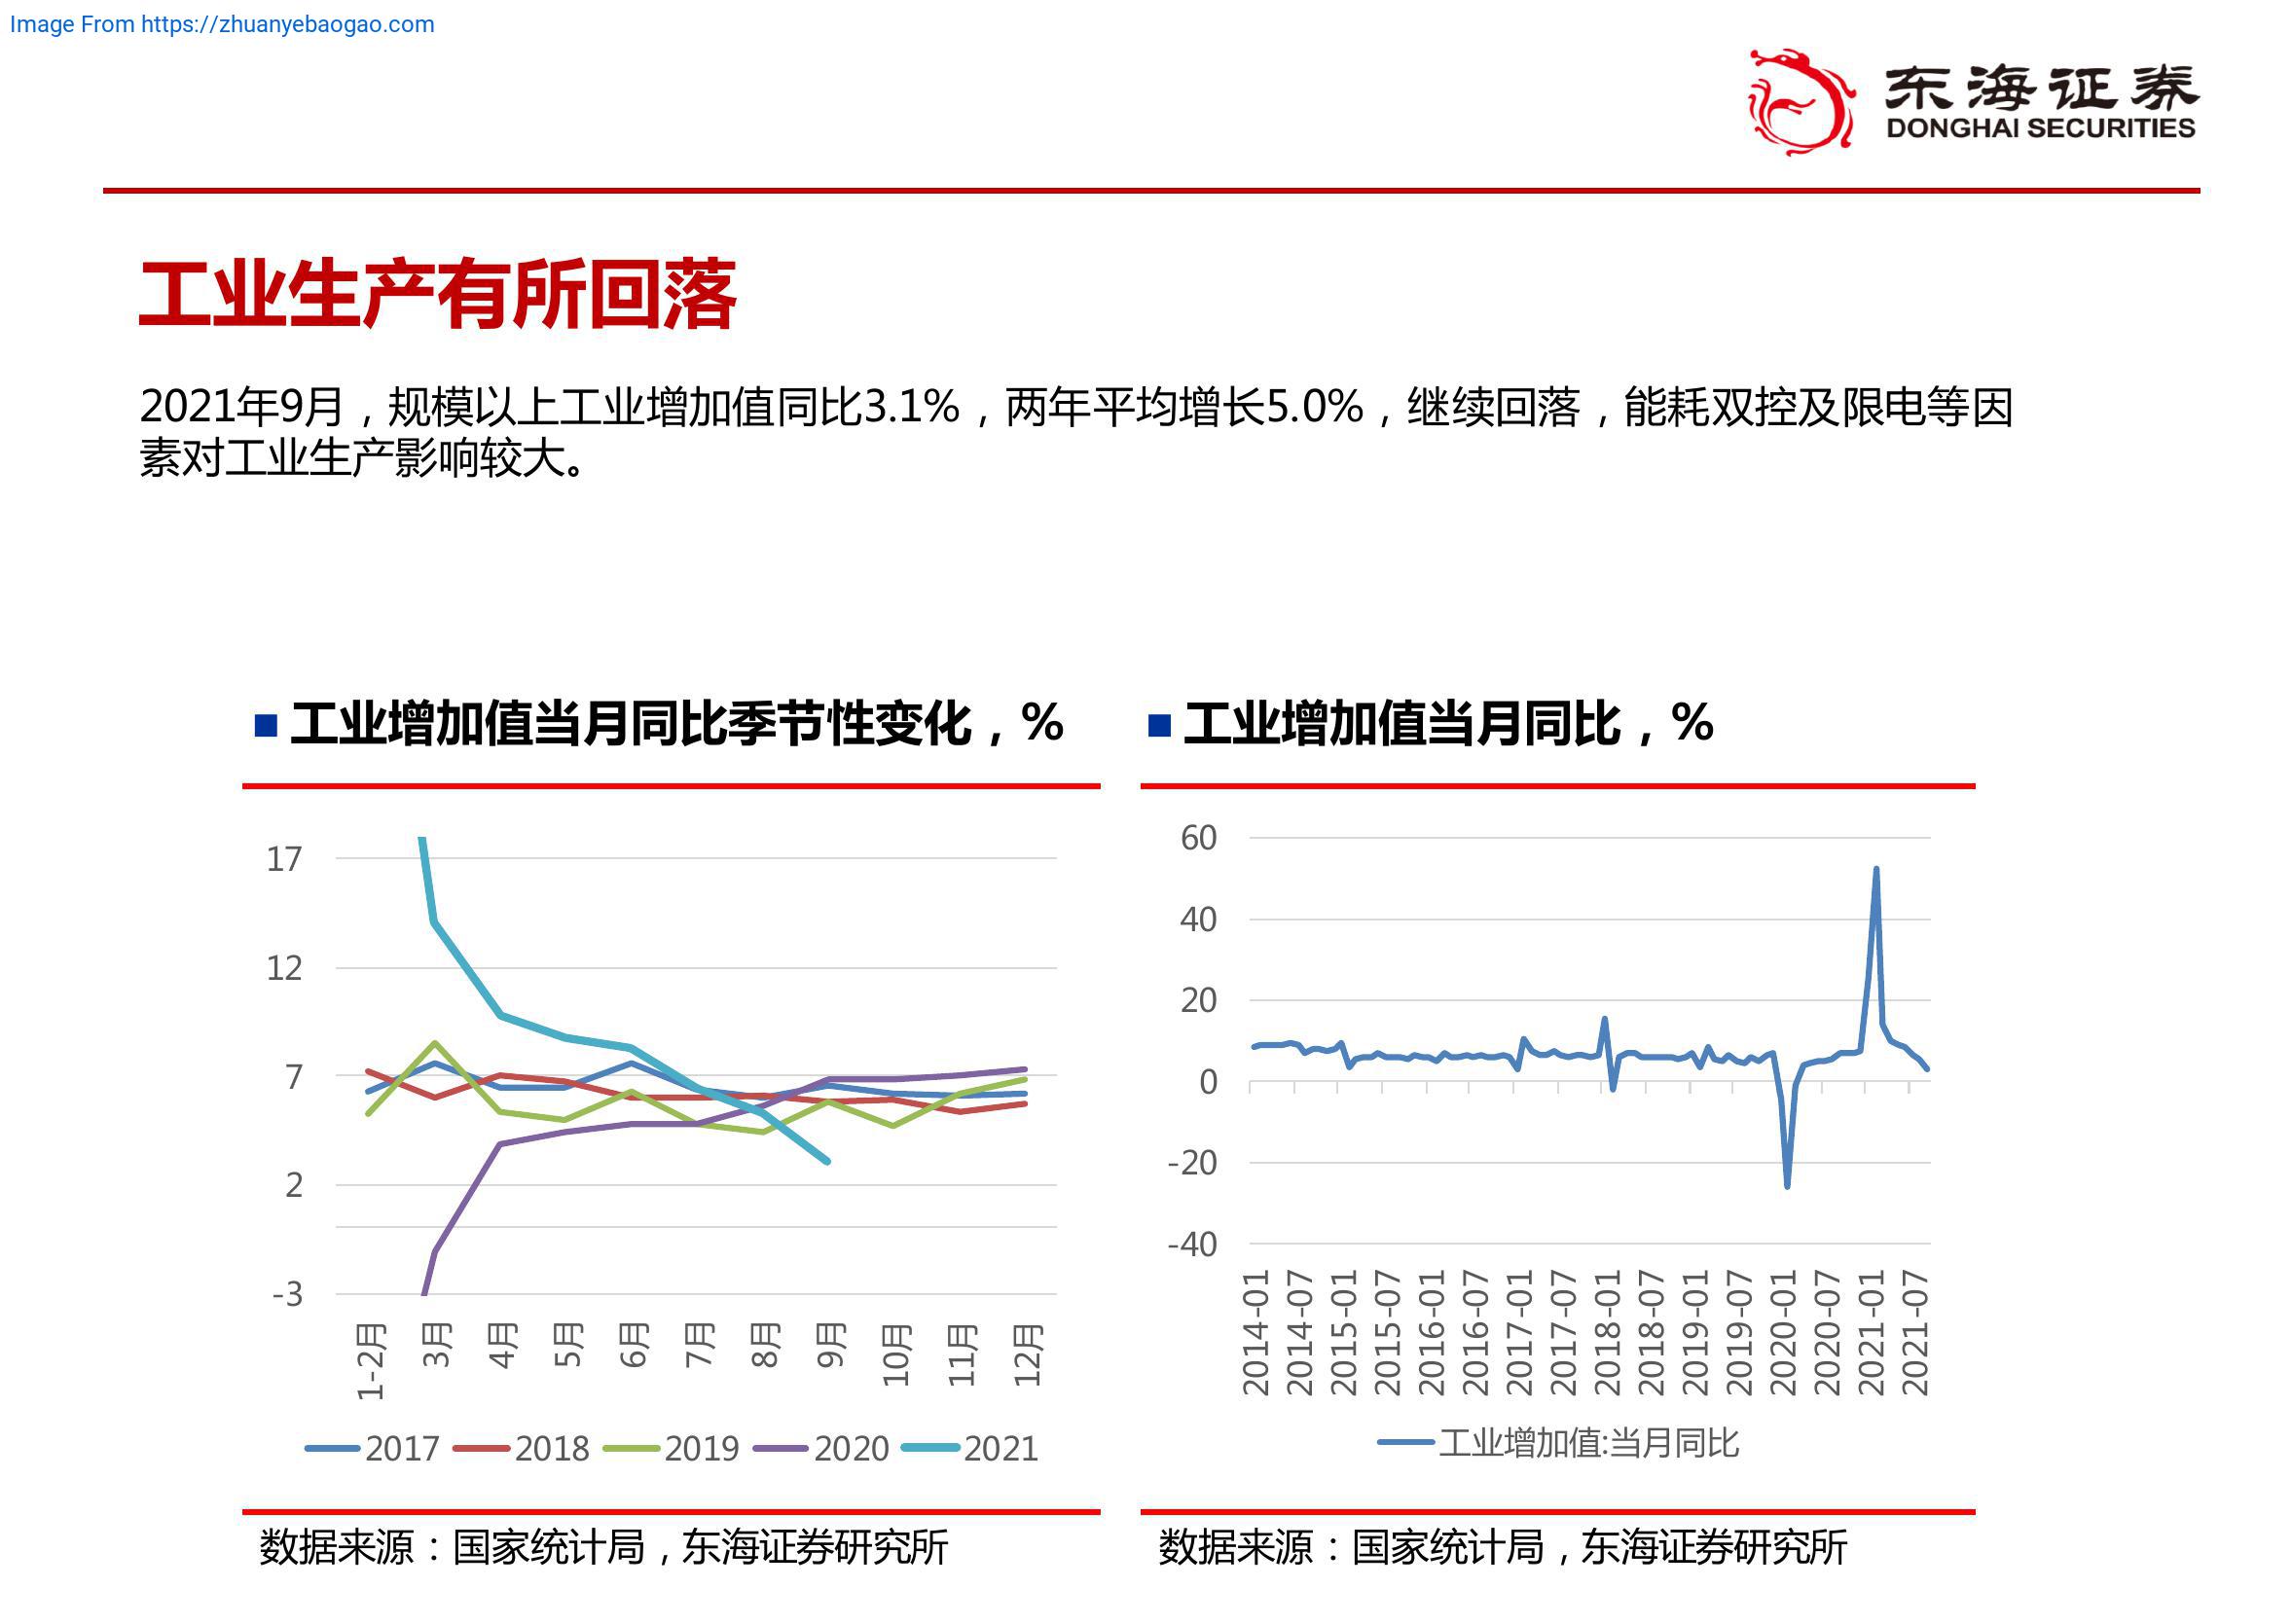 Image From https://zhuanyebaogao.com
东海证券
DONGHAI SECURITIES
工业生产有所回落
2021年9月，规模以上工业增加值同比3.1%，两年平均增长5.0%，继续回落，能耗双控及限电等因
素对工业生产影响较大。
工业增加值当月同比季节性变化，%
17
12
7
2
-3
1-2月 3月 4月 5月 6月 7月 8月 9月 10月 11月 12月
2017 2018 2019 2020 2021
数据来源：国家统计局，东海证券研究所
工业增加值当月同比，%
60
40
20
0
-20
-40
2014-01 2014-07 2015-01 2015-07 2016-01 2016-07 2017-01 2017-07 2018-01 2018-07 2019-01 2019-07 2020-01 2020-07 2021-01 2021-07
工业增加值:当月同比
数据来源：国家统计局，东海证券研究所